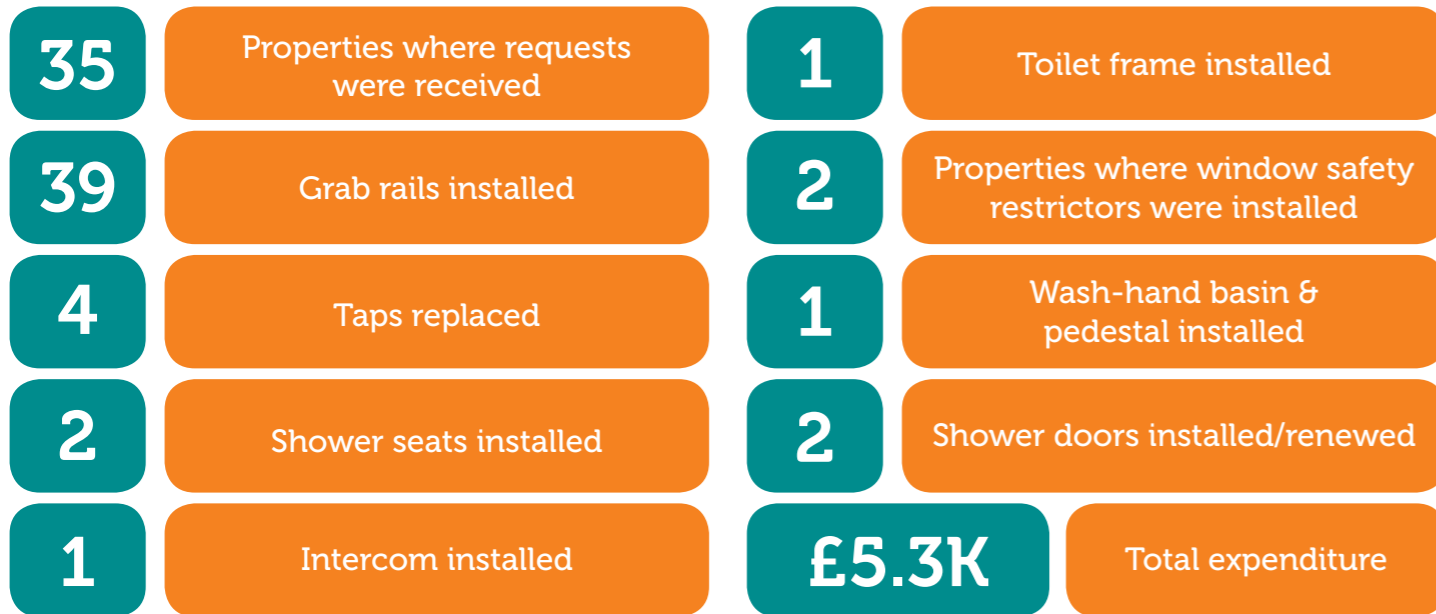 35
Properties where requests
were received
39
Grab rails installed
4
Taps replaced
2
Shower seats installed
1
Intercom installed
1
Toilet frame installed
2
Properties where window safety
restrictors were installed
1
Wash-hand basin &
pedestal installed
2
Shower doors installed/renewed
£5.3K
Total expenditure